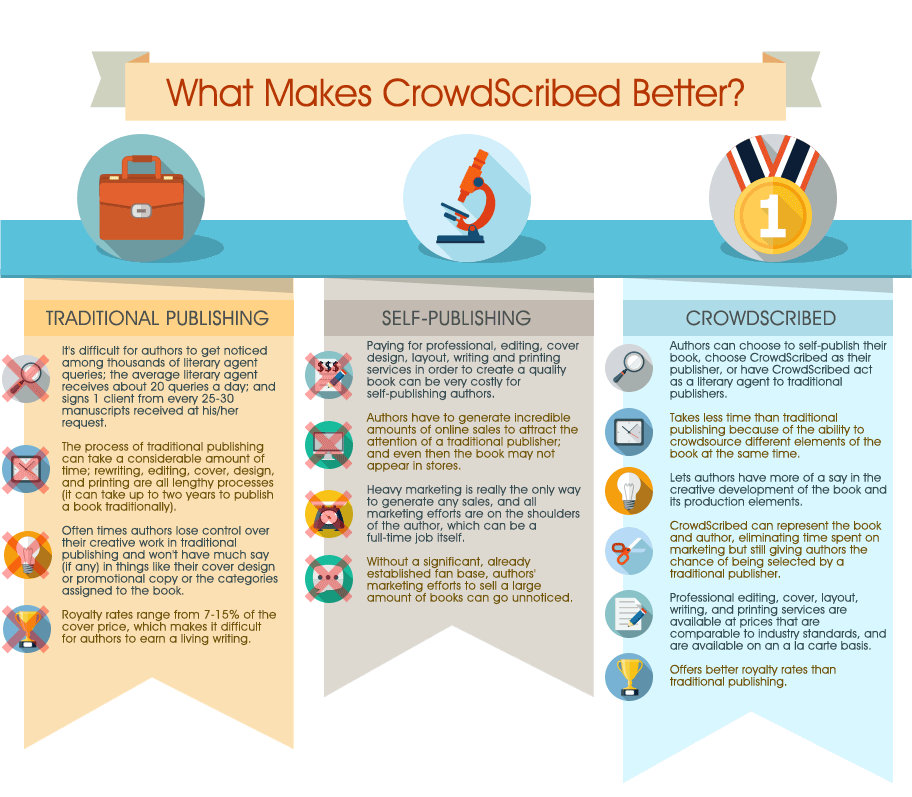 What Makes CrowdScribed Better?
1
TRADITIONAL PUBLISHING
It's difficult for authors to get noticed
among thousands of literary agent
queries; the average literary agent
receives about 20 queries a day; and
signs 1 client from every 25-30
manuscripts received at his/her
request.
The process of traditional publishing
can take a considerable amount of
time; rewriting, editing, cover, design,
and printing are all lengthy processes
(it can take up to two years to publish
a book traditionally).
Often times authors lose control over
their creative work in traditional
publishing and won't have much say
(if any) in things like their cover design
or promotional copy or the categories
assigned to the book.
Royalty rates range from 7-15% of the
cover price, which makes it difficult
for authors to earn a living writing.
SELF-PUBLISHING
$$$
Paying for professional, editing, cover
design, layout, writing and printing
services in order to create a quality
book can be very costly for
self-publishing authors.
Authors have to generate incredible
amounts of online sales to attract the
attention of a traditional publisher;
and even then the book may not
appear in stores.
Heavy marketing is really the only way
to generate any sales, and all
marketing efforts are on the shoulders
of the author, which can be a
full-time job itself.
Without a significant, already
established fan base, authors'
marketing efforts to sell a large
amount of books can go unnoticed.
CROWDSCRIBED
Authors can choose to self-publish their
book, choose CrowdScribed as their
publisher, or have CrowdScribed act
as a literary agent to traditional
publishers.
Takes less time than traditional
publishing because of the ability to
crowdsource different elements of the
book at the same time.
Lets authors have more of a say in the
creative development of the book and
its production elements.
CrowdScribed can represent the book
and author, eliminating time spent on
marketing but still giving authors the
chance of being selected by a
traditional publisher.
Professional editing, cover, layout,
writing, and printing services are
available at prices that are
comparable to industry standards, and
are available on an a la carte basis.
Offers better royalty rates than
traditional publishing.